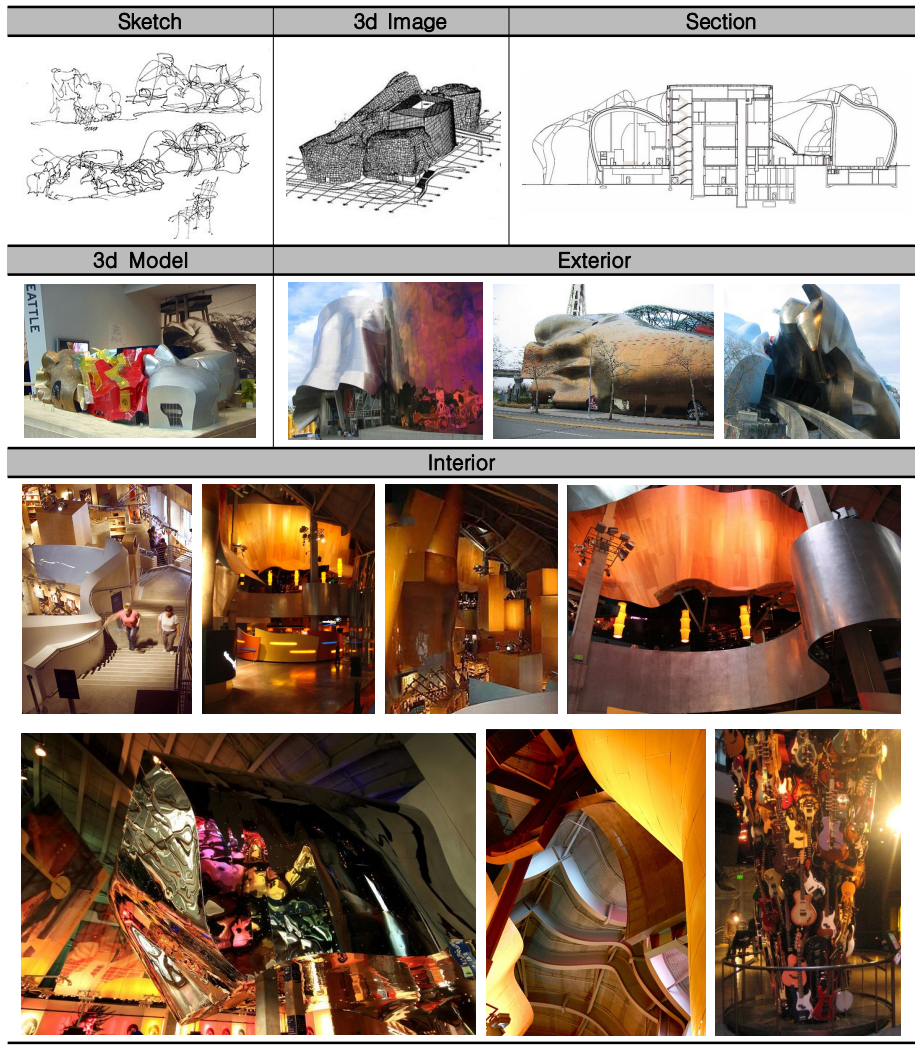 Sketch
3d Image
Section
3d Model
Exterior
EATTLE
Interior